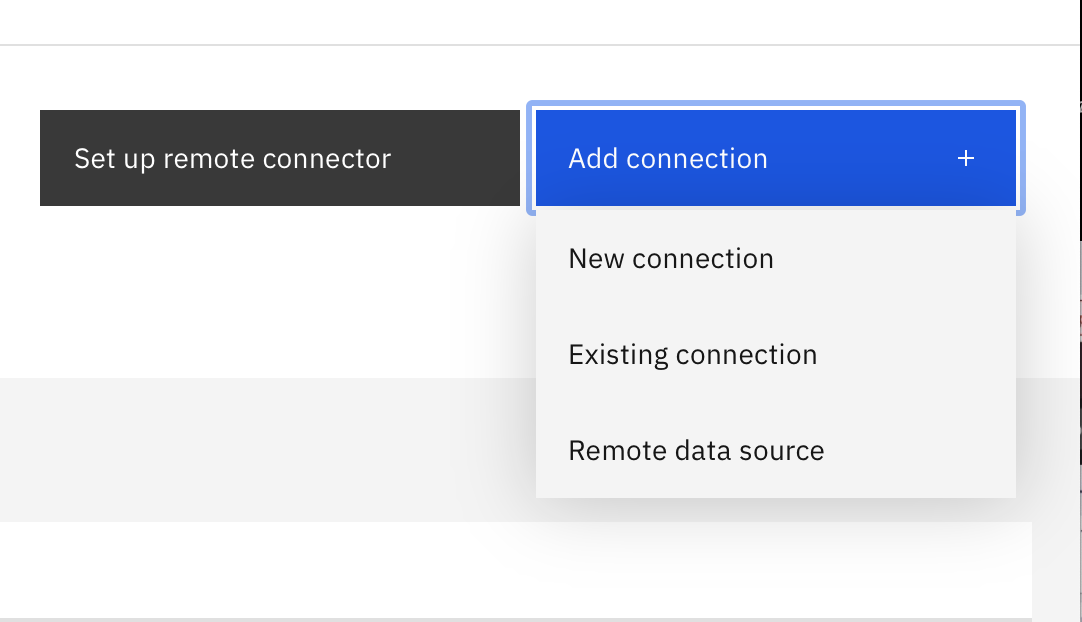 Set up remote connector
Add connection +
New connection
Existing connection
Remote data source